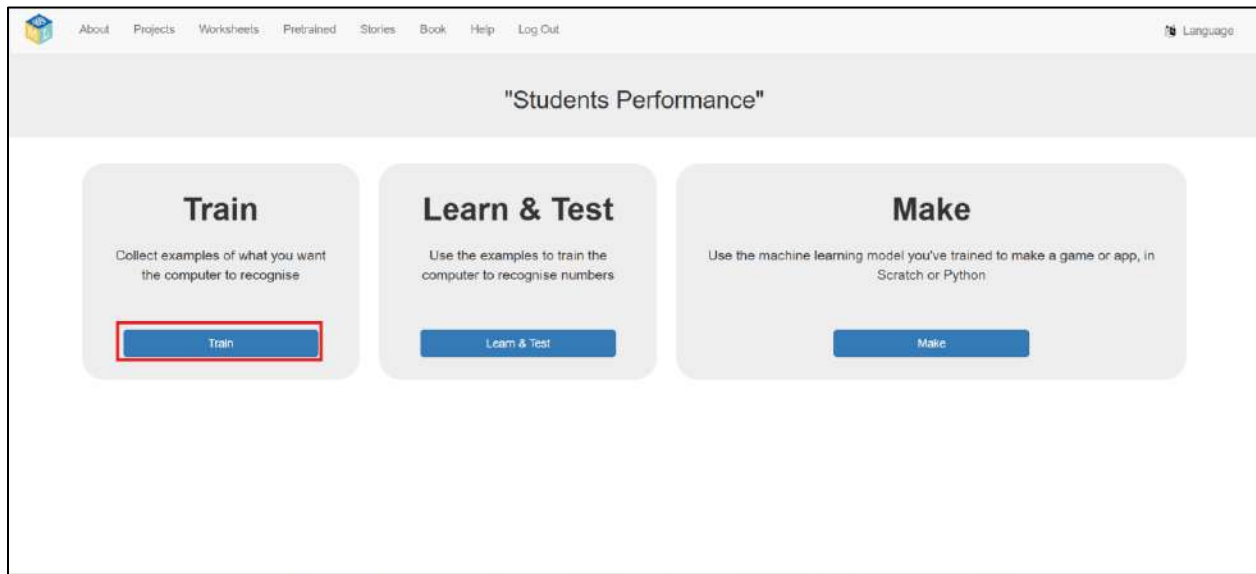 About Projects Worksheets Pretrained Stories Book Help Log Out Language
"Students Performance"
Train
Collect examples of what you want
the computer to recognise
Train
Learn & Test
Use the examples to train the
computer to recognise numbers
Learn & Test
Make
Use the machine learning model you've trained to make a game or app, in
Scratch or Python
Make